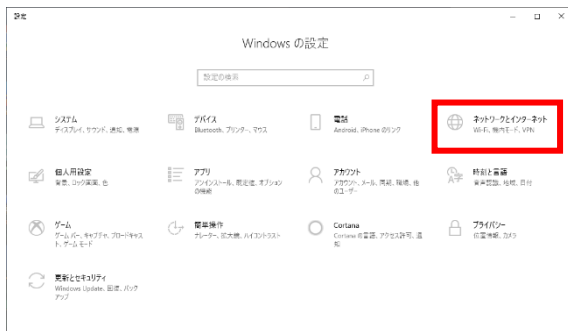 設定
Windows の設定
設定の検索
システム
ディスプレイ、サウンド、通知、電源
デバイス
Bluetooth、プリンター、マウス
電話
Android、iPhone のリンク
ネットワークとインターネット
Wi-Fi、機内モード、VPN
個人用設定
背景、ロック画面、色
アプリ
アンインストール、既定値、オプション
の機能
アカウント
アカウント、メール、同期、職場、他
のユーザー
時刻と言語
音声認識、地域、日付
ゲーム
ゲーム バー、キャプチャ、ブロードキャス
ト、ゲーム モード
簡単操作
ナレーター、拡大鏡、ハイコントラスト
Cortana
Cortana の言語、アクセス許可、通
知
プライバシー
位置情報、カメラ
更新とセキュリティ
Windows Update、回復、バック
アップ